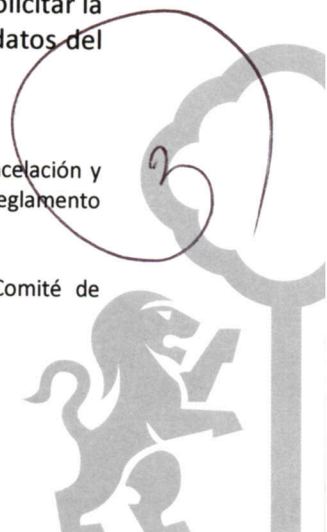 olicitar la
datos del
celación y
eglamento
Comité de